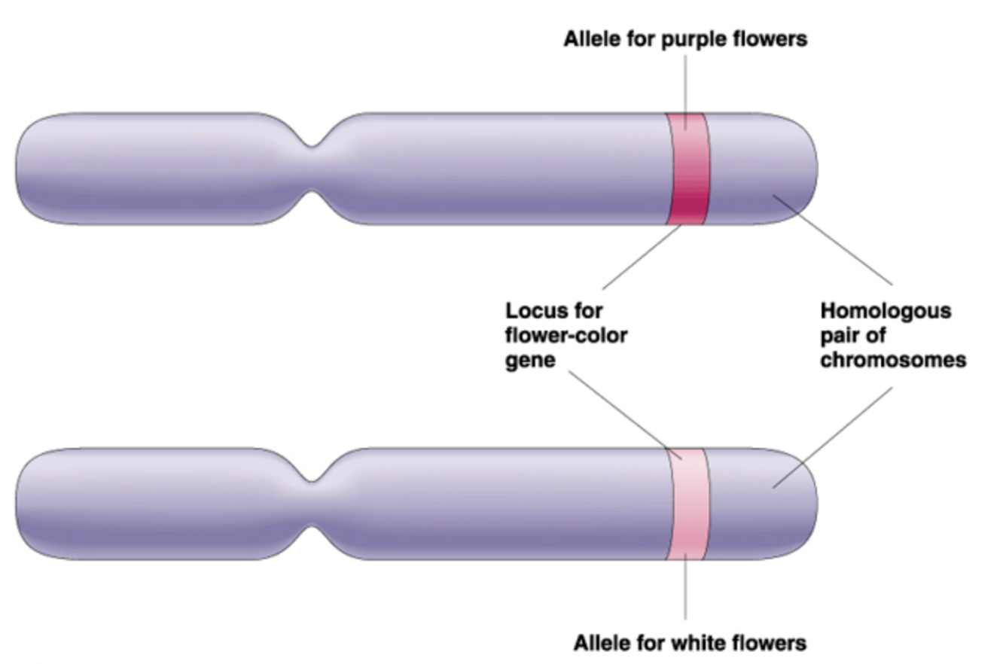 Allele for purple flowers
Locus for
flower-color
gene
Homologous
pair of
chromosomes
Allele for white flowers